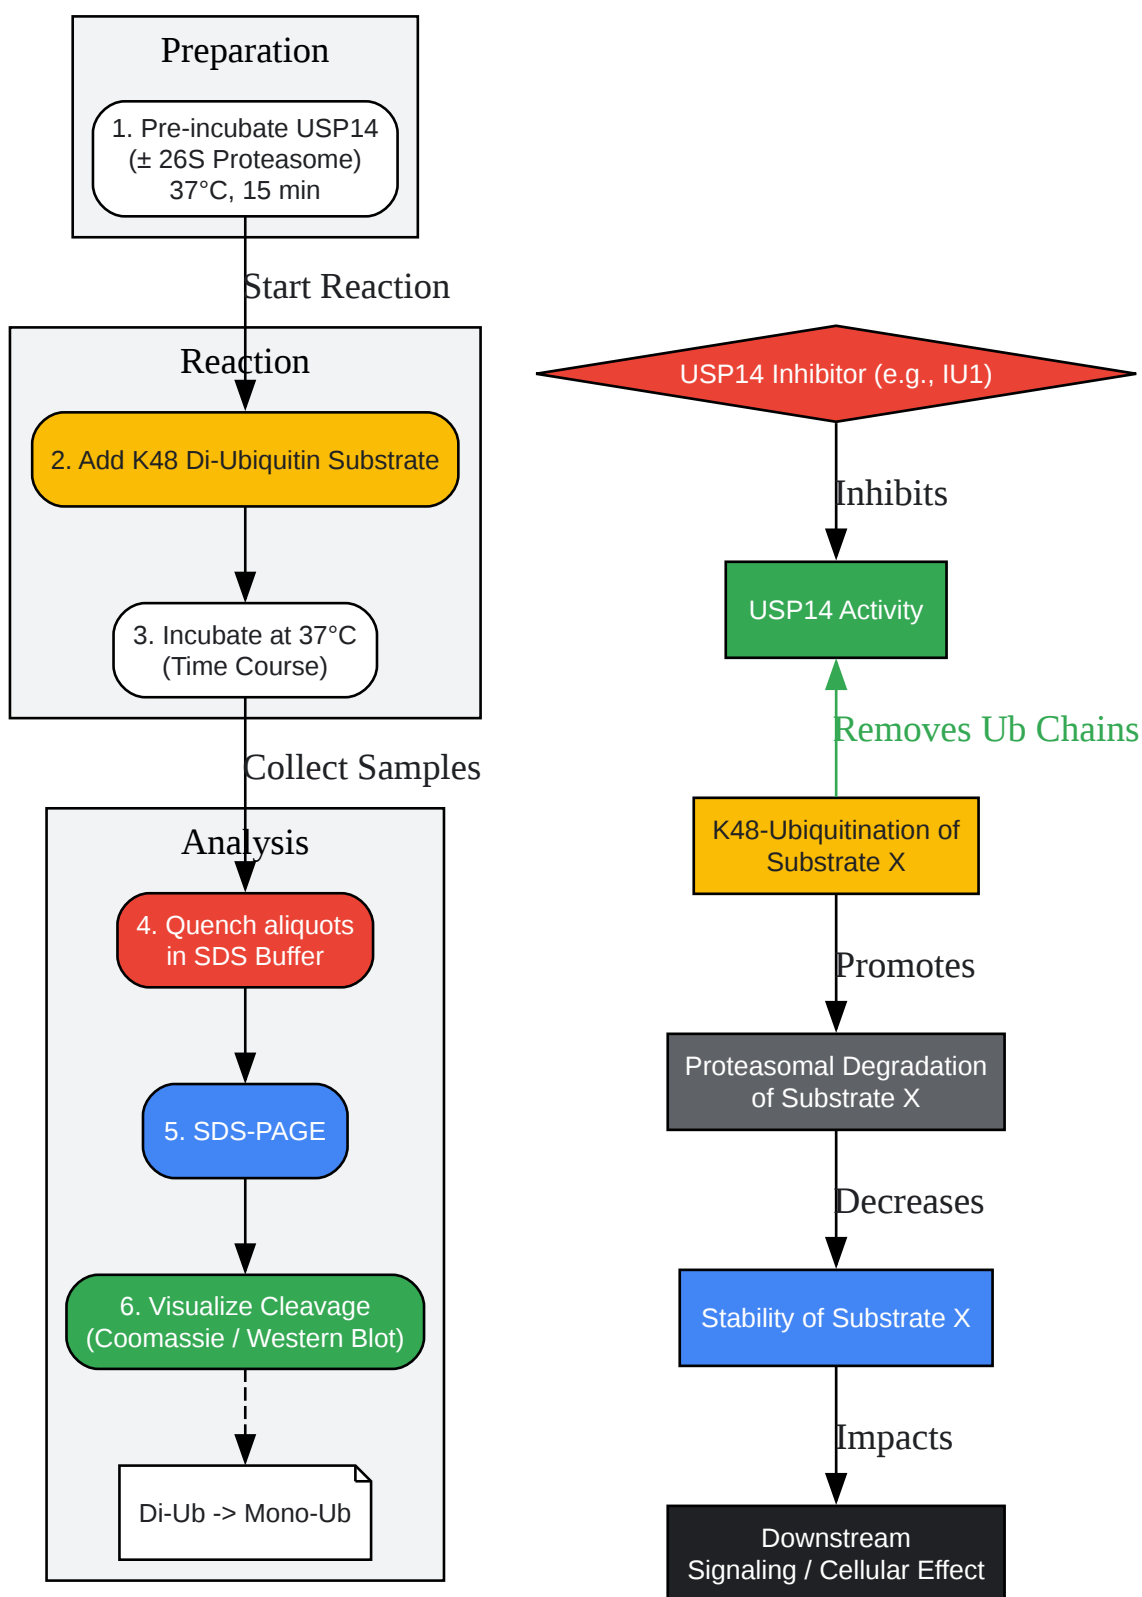 Preparation
1. Pre-incubate USP14
(± 26S Proteasome)
37°C, 15 min
Start Reaction
Reaction
2. Add K48 Di-Ubiquitin Substrate
3. Incubate at 37°C
(Time Course)
Collect Samples
Analysis
4. Quench aliquots
in SDS Buffer
5. SDS-PAGE
6. Visualize Cleavage
(Coomassie / Western Blot)
Di-Ub -> Mono-Ub
USP14 Inhibitor (e.g., IU1)
Inhibits
USP14 Activity
Removes Ub Chains
K48-Ubiquitination of
Substrate X
Promotes
Proteasomal Degradation
of Substrate X
Decreases
Stability of Substrate X
Impacts
Downstream
Signaling / Cellular Effect